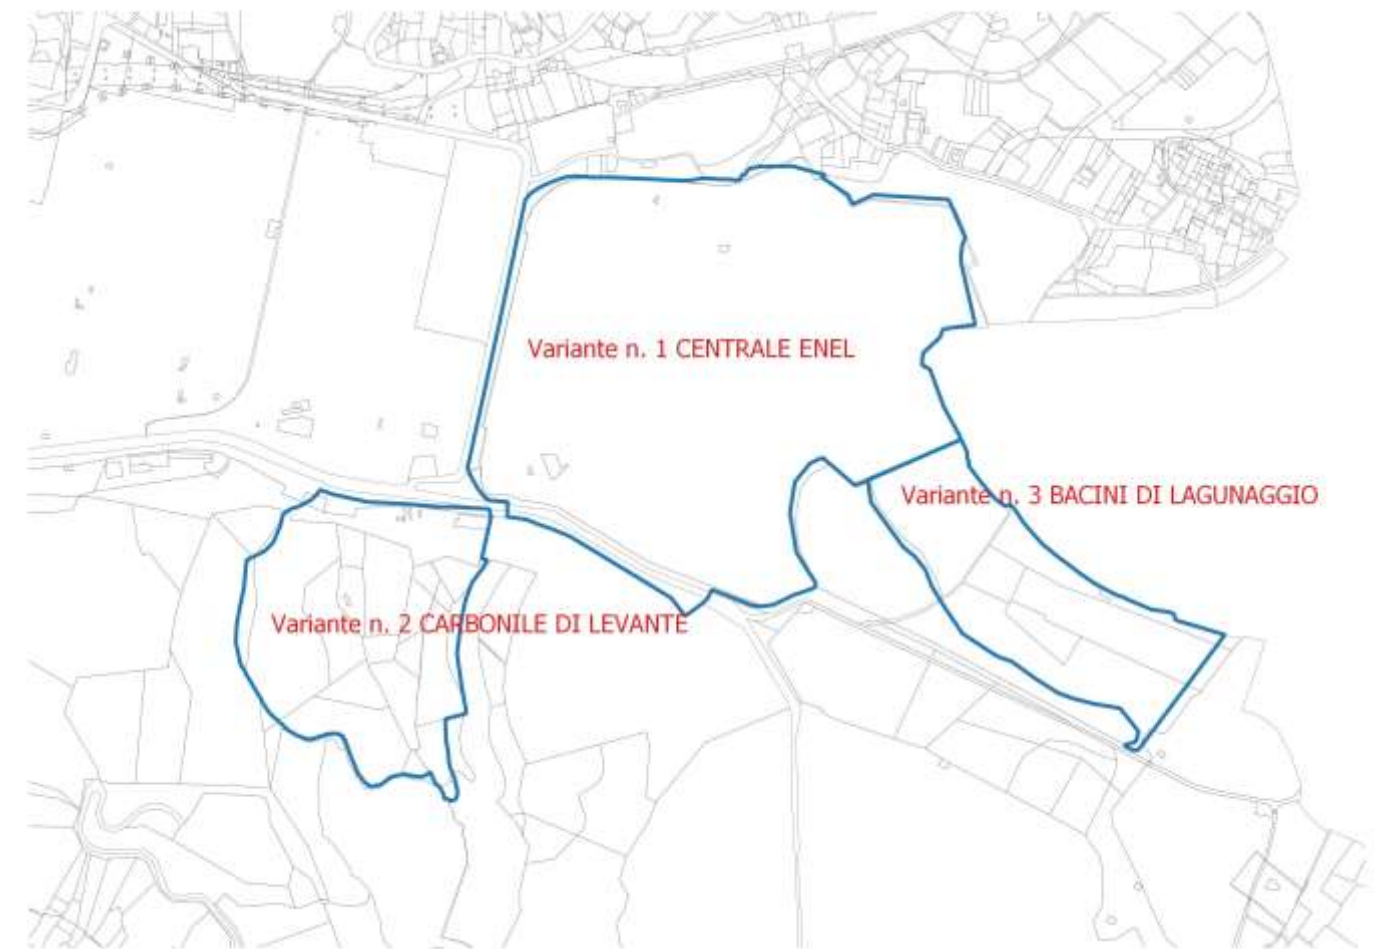 Variante n. 1 CENTRALE ENEL
Variante n. 3 BACINI DI LAGUNAGGIO
Variante n. 2 CARBONILE DI LEVANTE